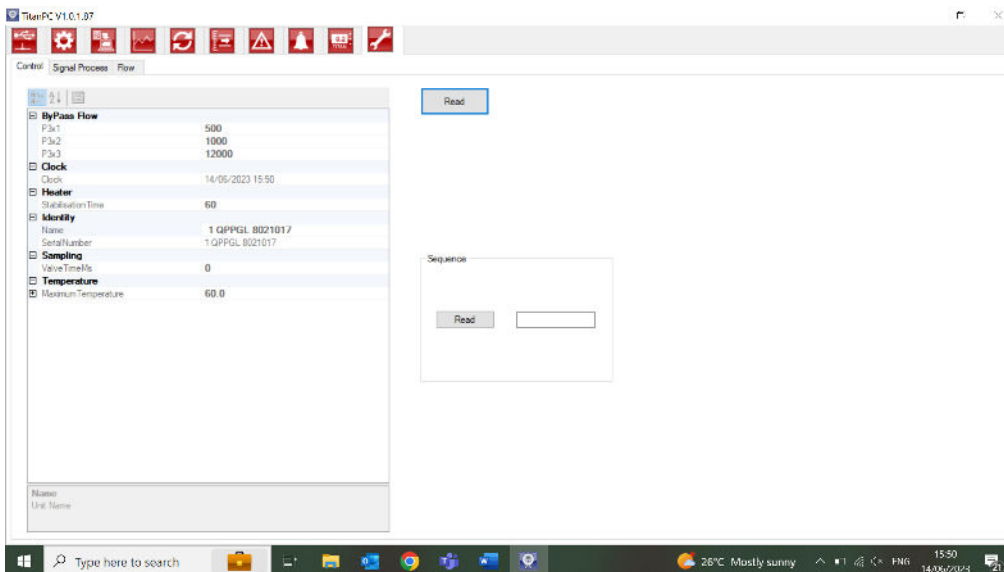 TitanPC V1.0.1.97
Control Signal Process Flow
Read
ByPass Flow
P3x1 500
P3x2 1000
P3x3 12000
Clock
Clock 14/06/2023 15:50
Heater
StabilisationTime 60
Identity
Name 1 QPPGL 8021017
SerialNumber 1 QPPGL 8021017
Sampling
ValveTimeMs 0
Temperature
Maximum Temperature 60.0
Sequence
Read
Name
Unit Name
Type here to search
26°C Mostly sunny
ENG
15:50
14/06/2023
21